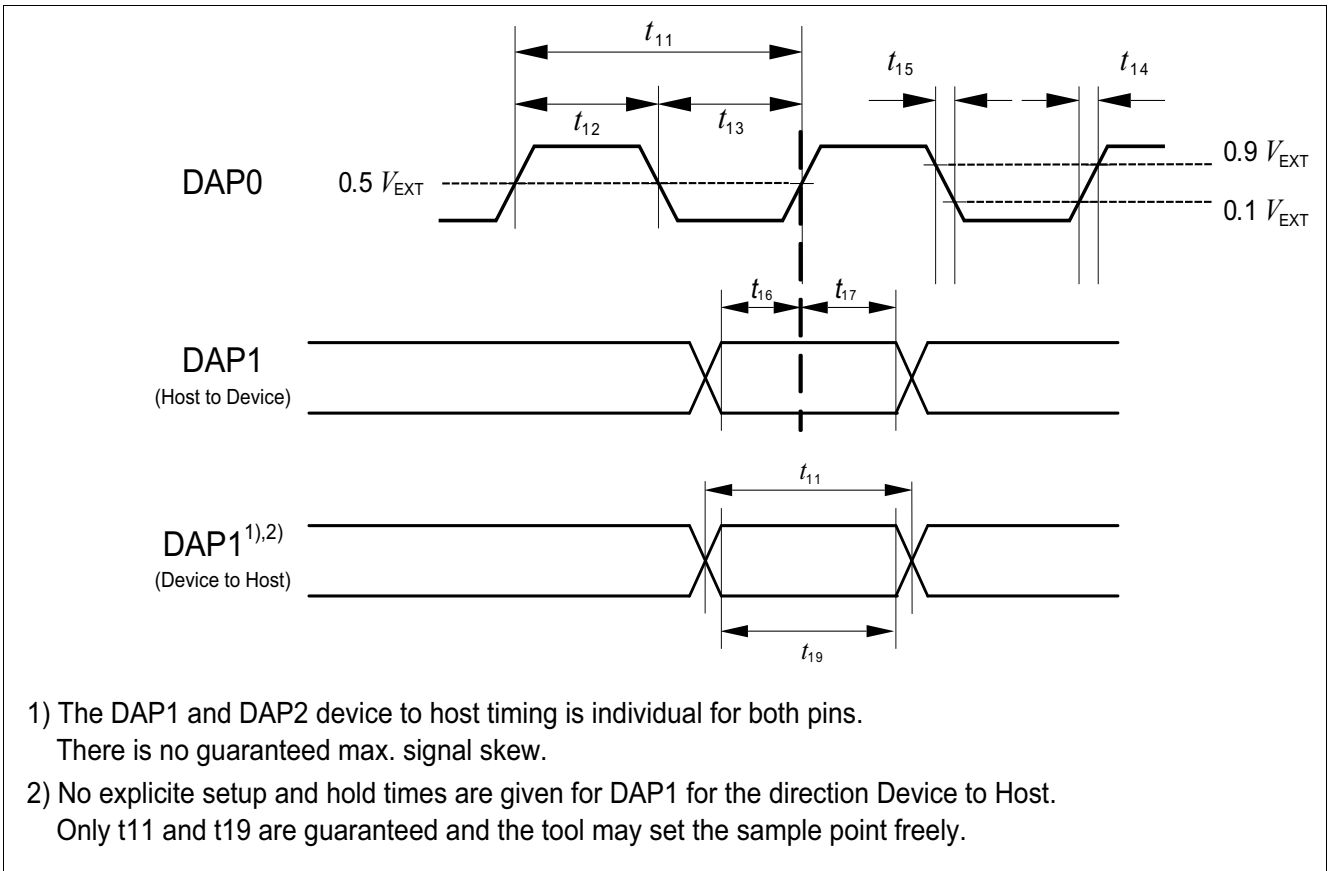 t11
t15
t14
t12
t13
DAP0
0.5 VEXT
0.9 VEXT
0.1 VEXT
t16
t17
DAP1
(Host to Device)
t11
DAP1 1),2)
(Device to Host)
t19
1) The DAP1 and DAP2 device to host timing is individual for both pins.
There is no guaranteed max. signal skew.
2) No explicite setup and hold times are given for DAP1 for the direction Device to Host.
Only t11 and t19 are guaranteed and the tool may set the sample point freely.